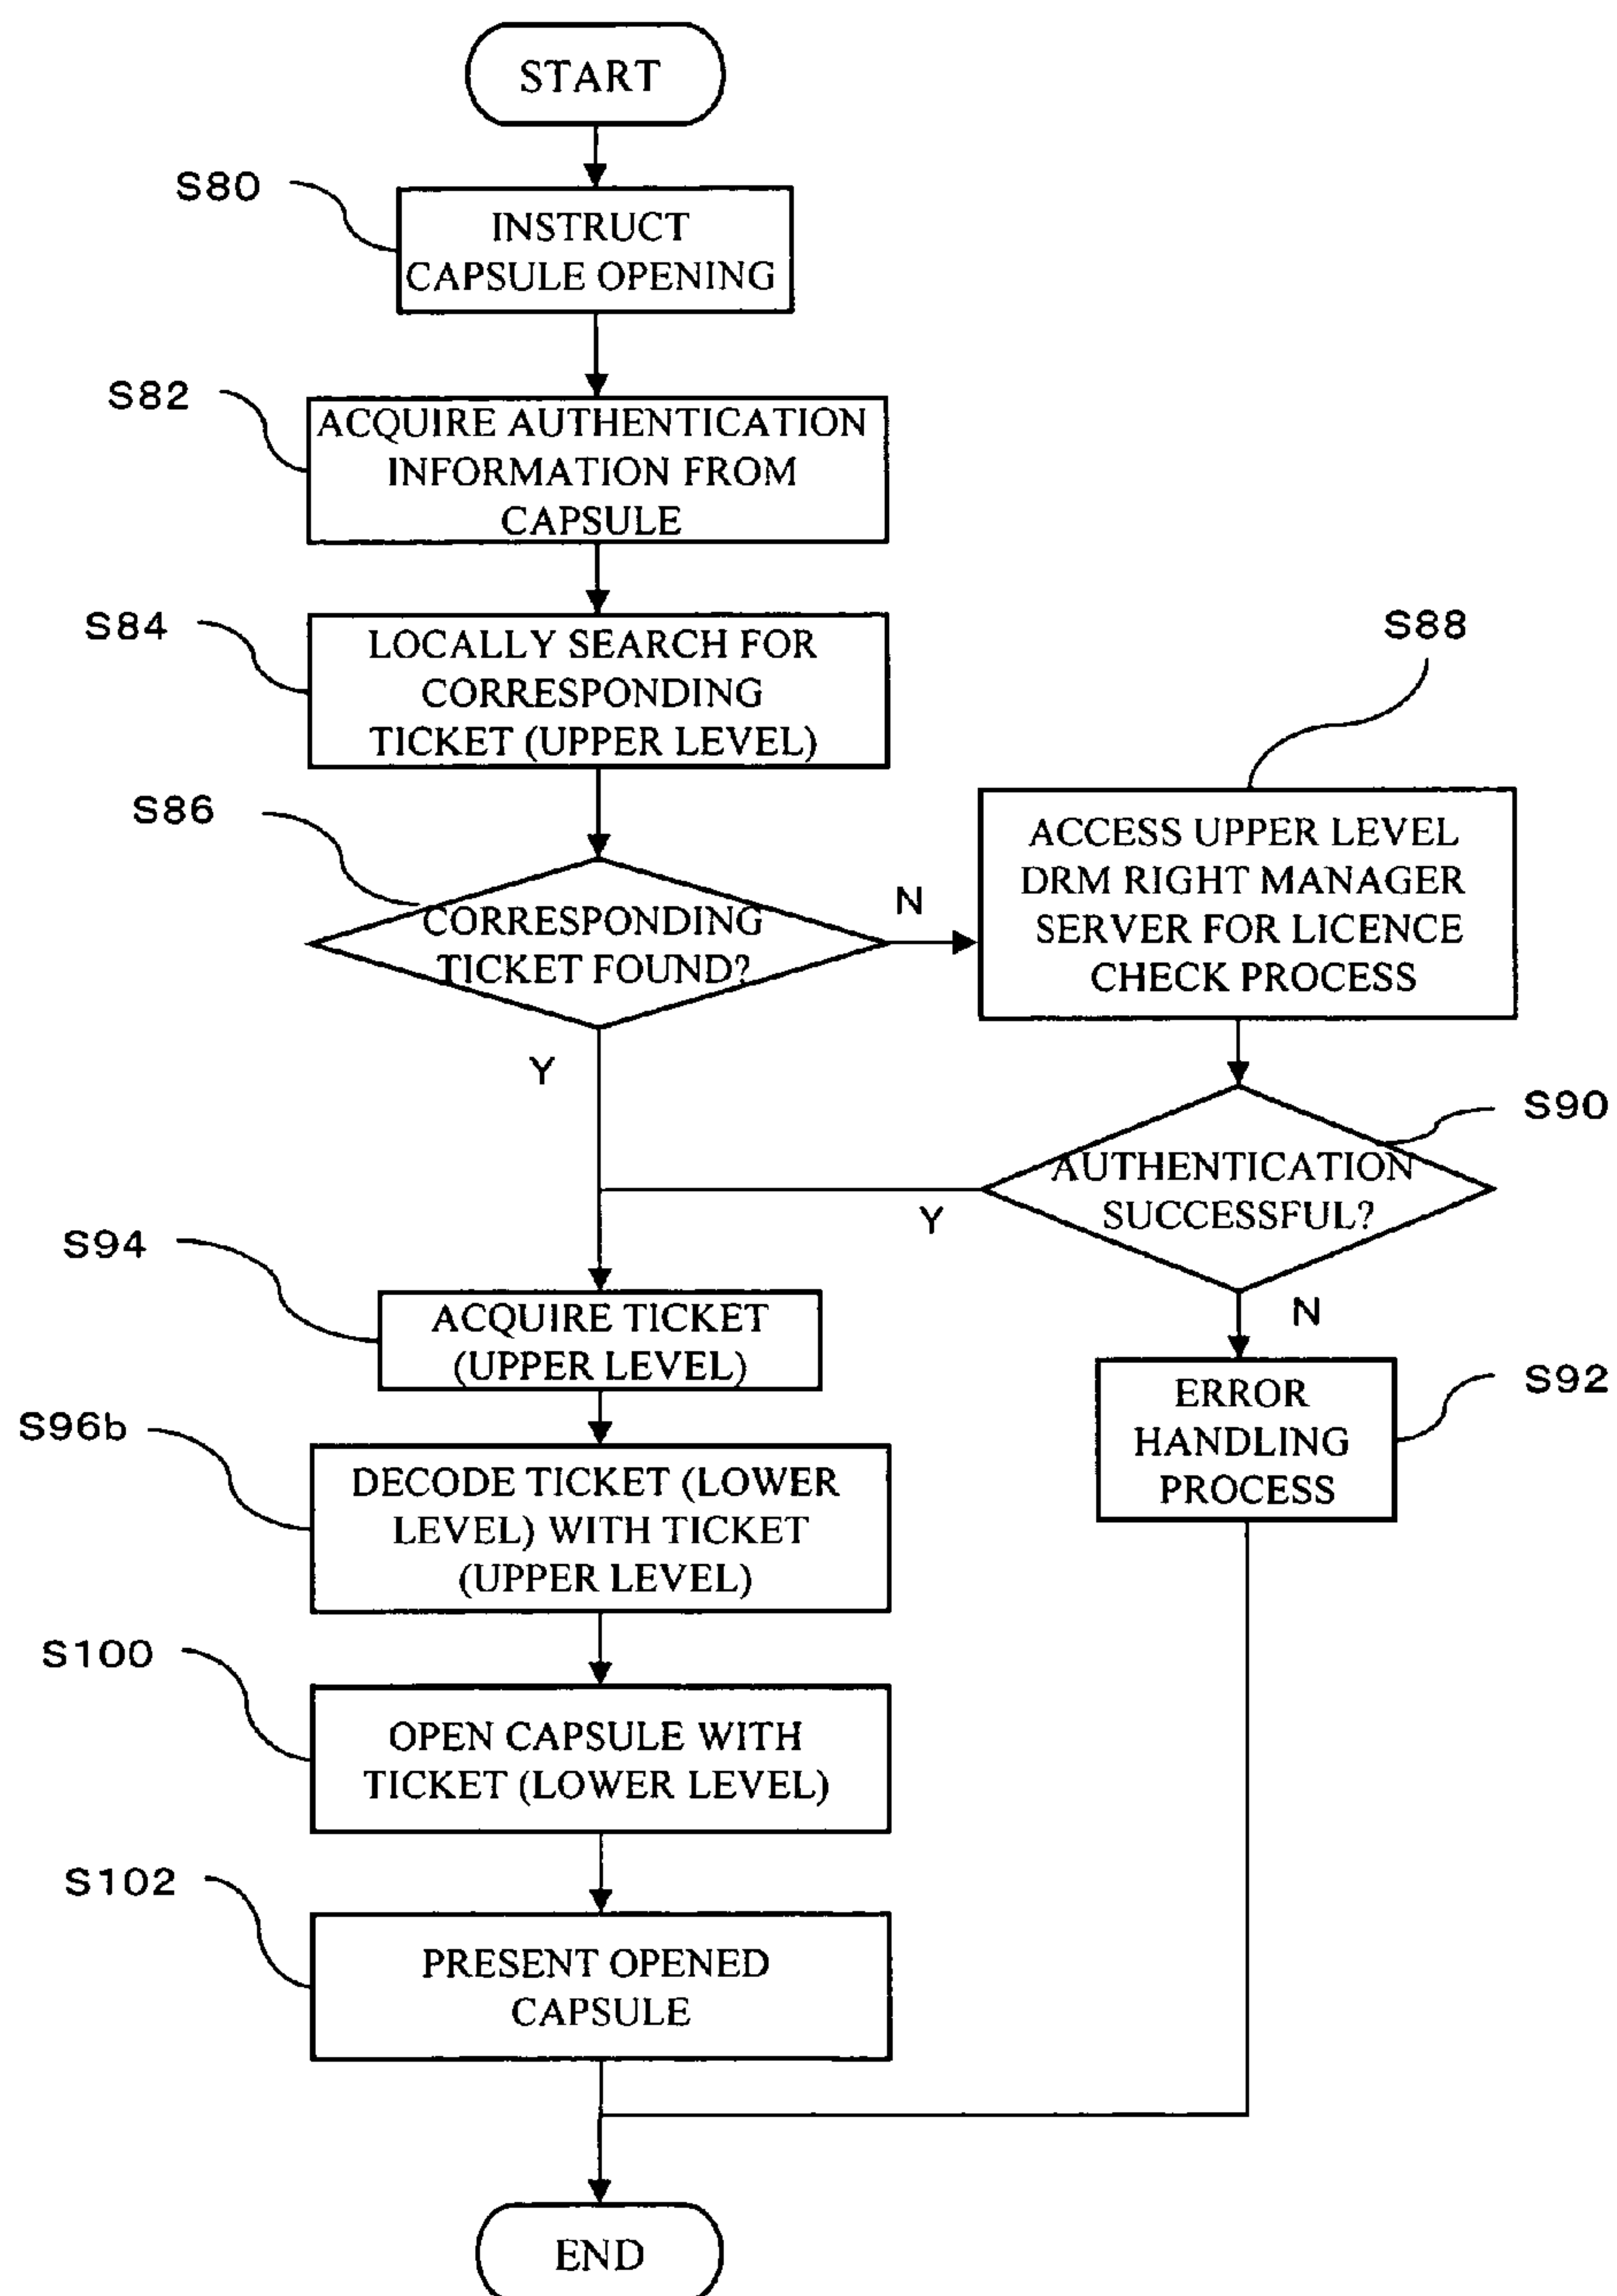 START
S80
INSTRUCT
CAPSULE OPENING
S82
ACQUIRE AUTHENTICATION
INFORMATION FROM
CAPSULE
S84
LOCALLY SEARCH FOR
CORRESPONDING
TICKET (UPPER LEVEL)
S86
CORRESPONDING
TICKET FOUND?
N
Y
S88
ACCESS UPPER LEVEL
DRM RIGHT MANAGER
SERVER FOR LICENCE
CHECK PROCESS
S90
AUTHENTICATION
SUCCESSFUL?
Y
N
S92
ERROR
HANDLING
PROCESS
S94
ACQUIRE TICKET
(UPPER LEVEL)
S96b
DECODE TICKET (LOWER
LEVEL) WITH TICKET
(UPPER LEVEL)
S100
OPEN CAPSULE WITH
TICKET (LOWER LEVEL)
S102
PRESENT OPENED
CAPSULE
END